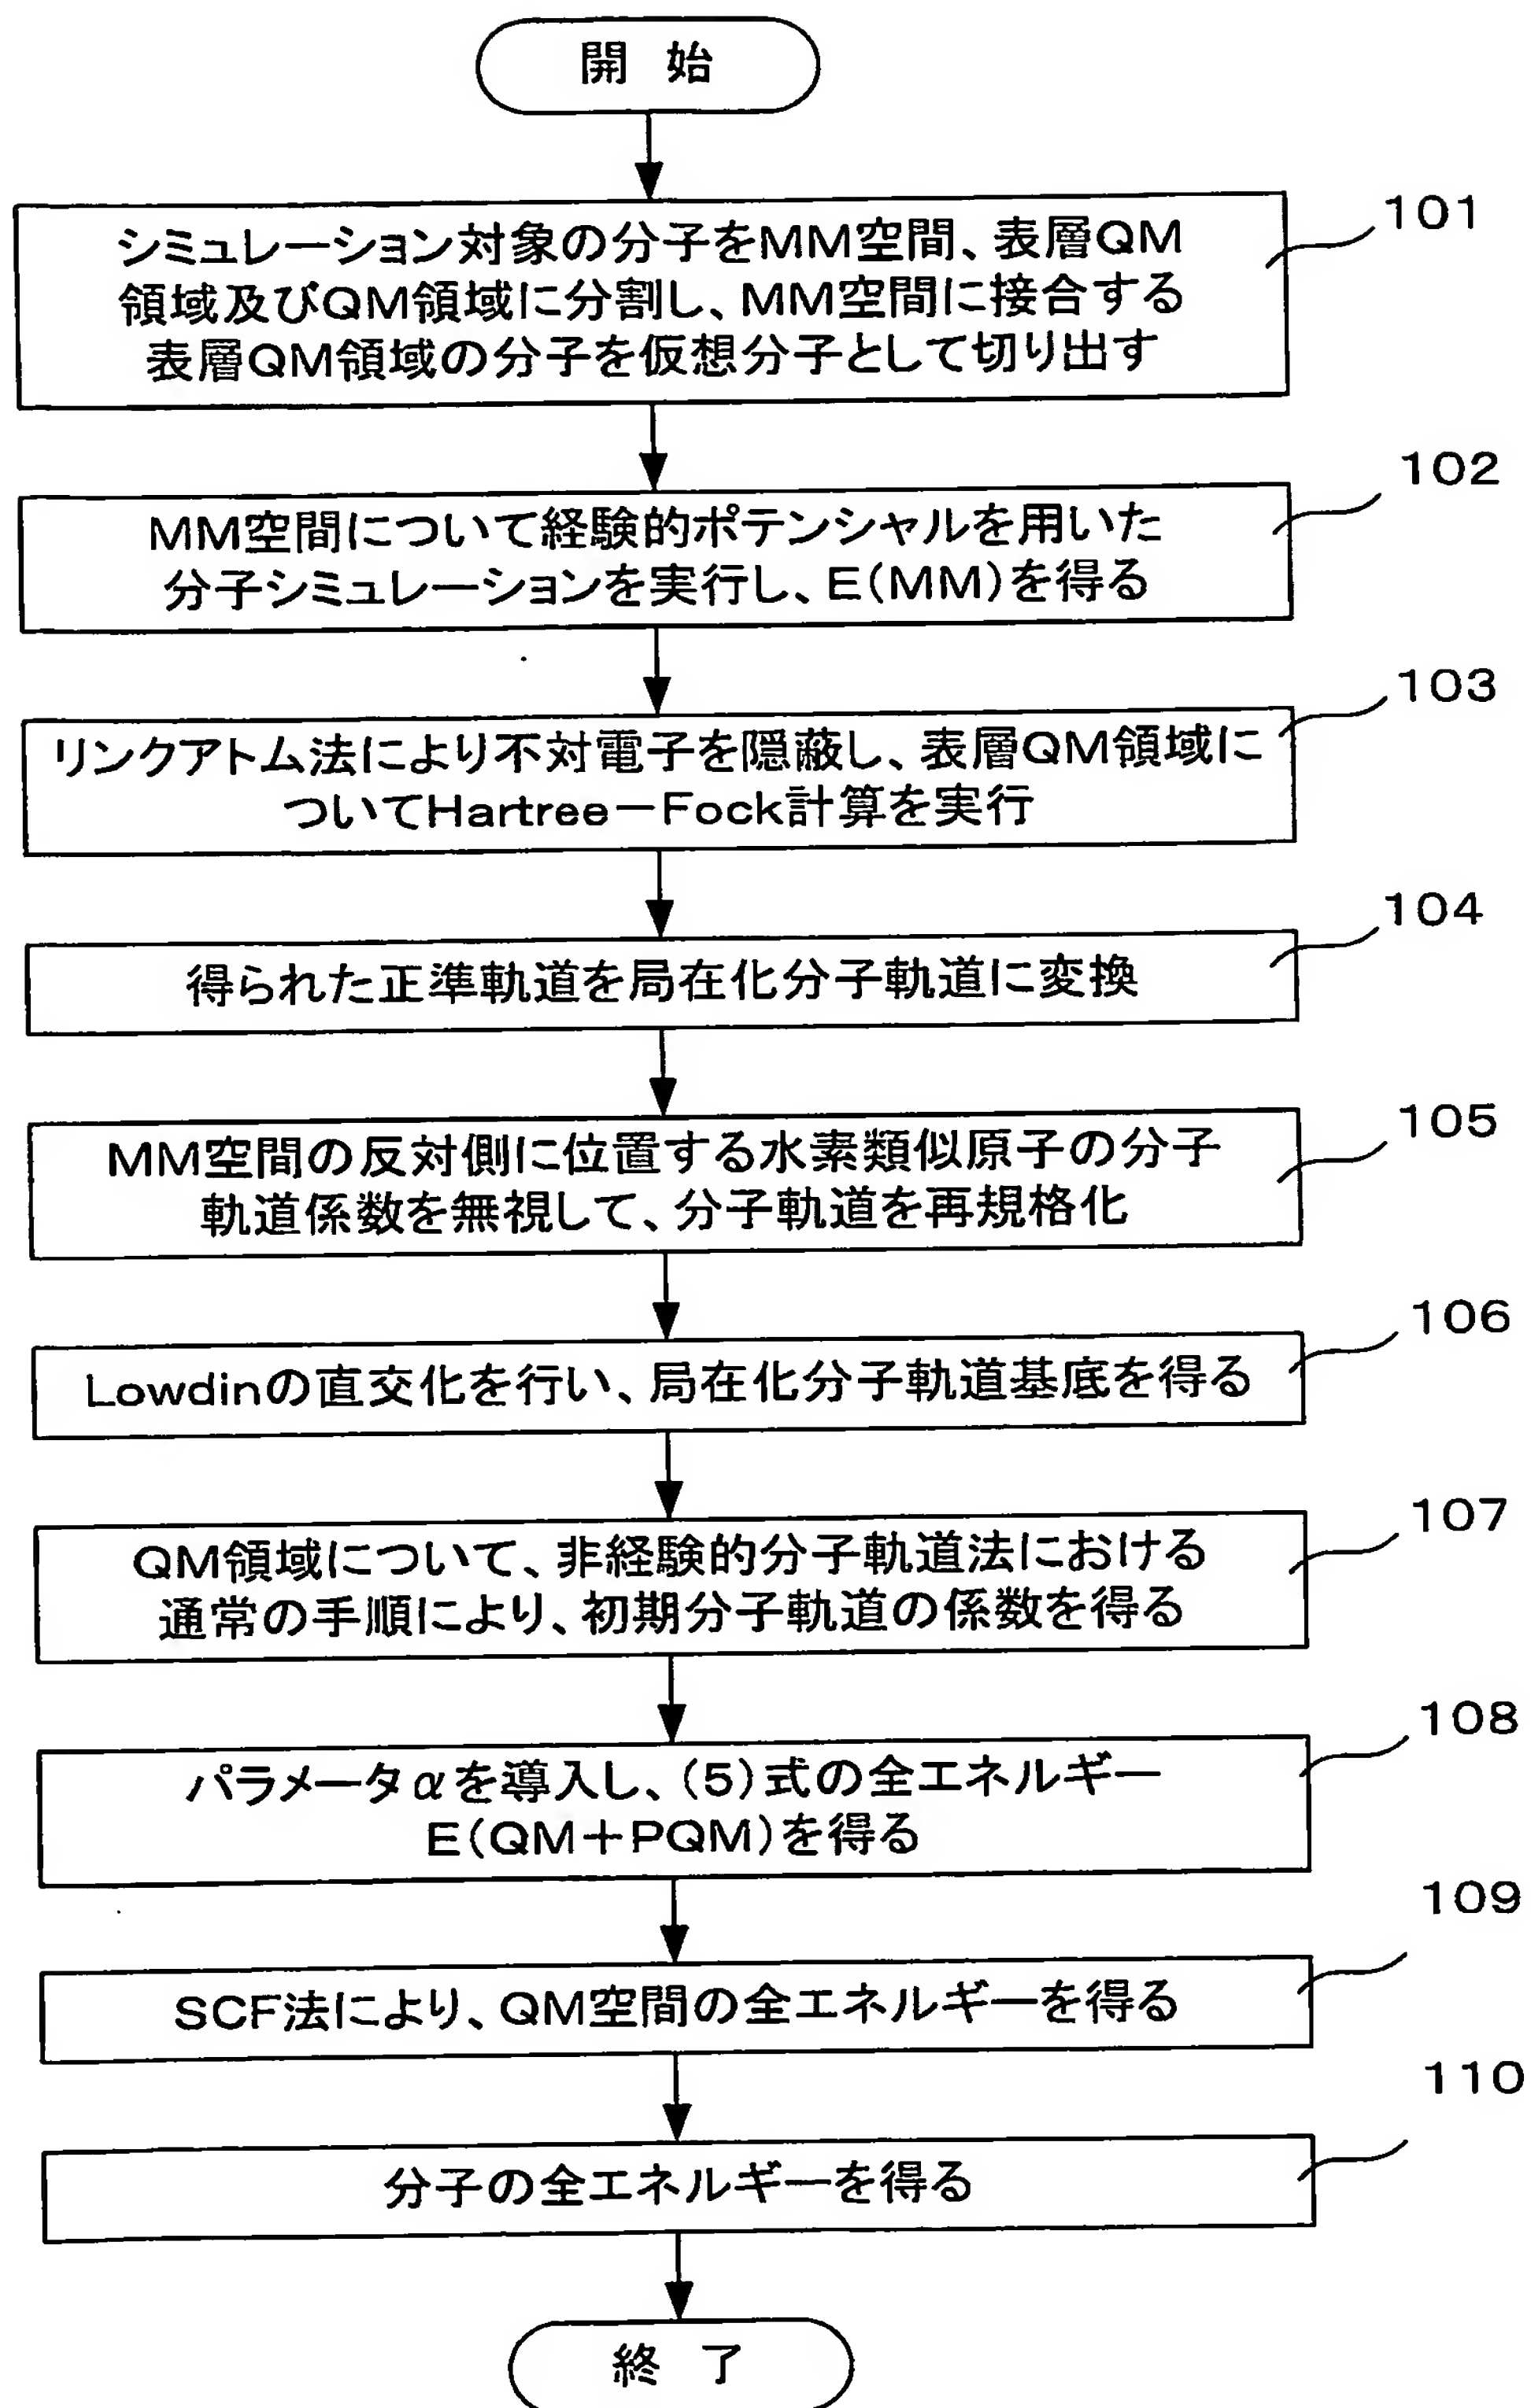 開 始
101
シミュレーション対象の分子をMM空間、表層QM
領域及びQM領域に分割し、MM空間に接合する
表層QM領域の分子を仮想分子として切り出す
102
MM空間について経験的ポテンシャルを用いた
分子シミュレーションを実行し、E(MM)を得る
103
リンクアトム法により不対電子を隠蔽し、表層QM領域に
ついてHartree-Fock計算を実行
104
得られた正準軌道を局在化分子軌道に変換
105
MM空間の反対側に位置する水素類似原子の分子
軌道係数を無視して、分子軌道を再規格化
106
Lowdinの直交化を行い、局在化分子軌道基底を得る
107
QM領域について、非経験的分子軌道法における
通常の手順により、初期分子軌道の係数を得る
108
パラメータαを導入し、(5)式の全エネルギー
E(QM+PQM)を得る
109
SCF法により、QM空間の全エネルギーを得る
110
分子の全エネルギーを得る
終 了